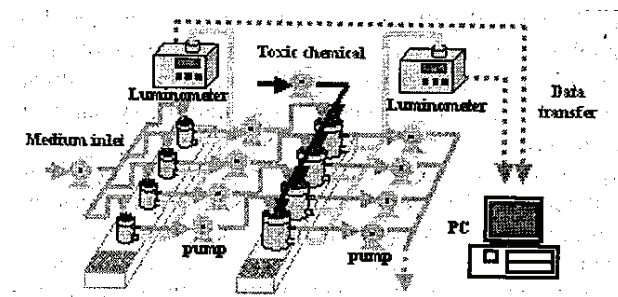 Toxic chemical
Luminometer
Luminometer
Data
transfer
Medium inlet
PC
pump
pump